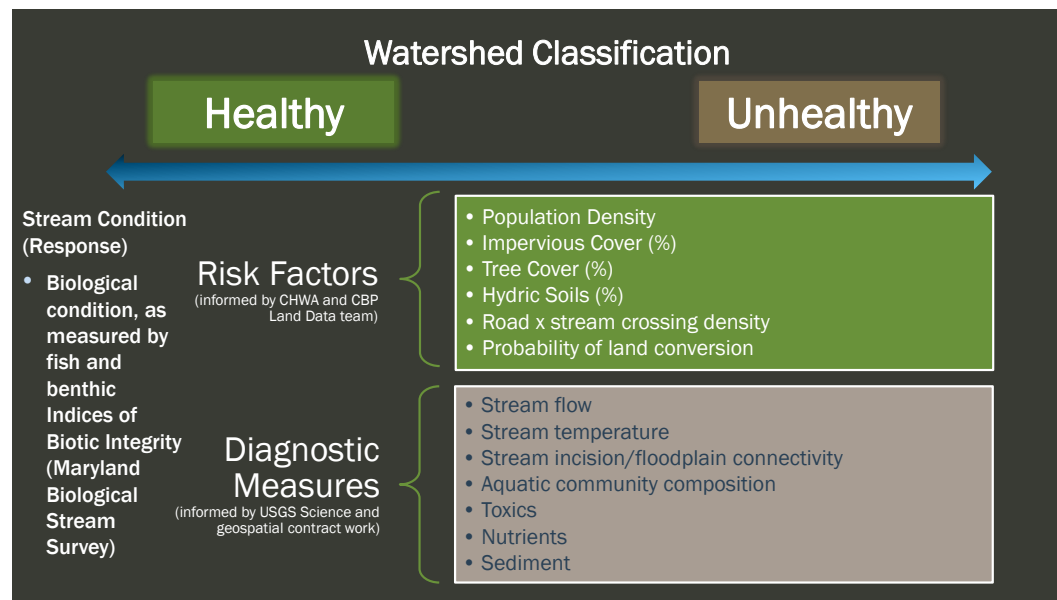 Watershed Classification
Healthy
Unhealthy
Stream Condition
(Response)
• Biological
condition, as
measured by
fish and
benthic
Indices of
Biotic Integrity
(Maryland
Biological
Stream
Survey)
Risk Factors
(informed by CHWA and CBP
Land Data team)
• Population Density
• Impervious Cover (%)
• Tree Cover (%)
• Hydric Soils (%)
• Road x stream crossing density
• Probability of land conversion
Diagnostic
Measures
(informed by USGS Science and
geospatial contract work)
• Stream flow
• Stream temperature
• Stream incision/floodplain connectivity
• Aquatic community composition
• Toxics
• Nutrients
• Sediment